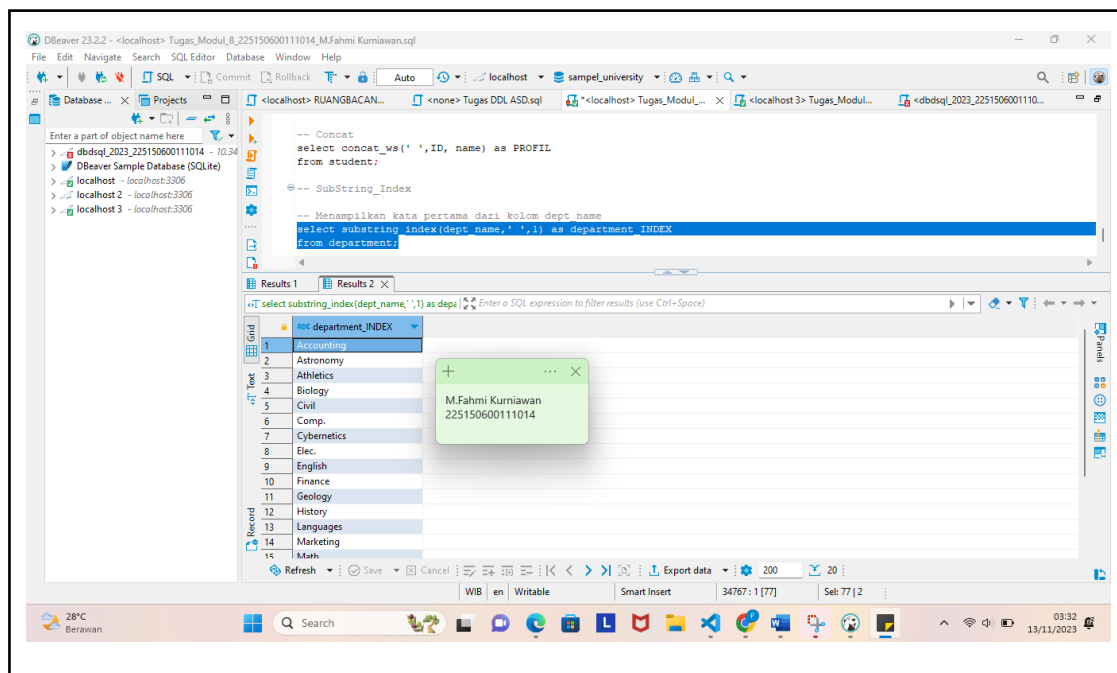 DBeaver 23.2.2 - <localhost> Tugas_Modul_8_225150600111014_M.Fahmi Kurniawan.sql
File Edit Navigate Search SQL Editor Database Window Help
SQL Commit Rollback Auto localhost sampel_university
Database ... Projects
<localhost> RUANGBACAN... <none> Tugas DDL ASD.sql *<localhost> Tugas_Modul_... <localhost 3> Tugas_Modul... <dbdsql_2023_2251506001110...
Enter a part of object name here
dbdsql_2023_225150600111014 - 10.34
DBeaver Sample Database (SQLite)
localhost - localhost:3306
localhost 2 - localhost:3306
localhost 3 - localhost:3306
-- Concat
select concat_ws(' ',ID, name) as PROFIL
from student;
-- SubString_Index
-- Menampilkan kata pertama dari kolom dept_name
select substring_index(dept_name,' ',1) as department_INDEX
from department;
Results 1 Results 2
select substring_index(dept_name,' ',1) as depa Enter a SQL expression to filter results (use Ctrl+Space)
Grid
Text
Record
Panels
ABC department_INDEX
1 Accounting
2 Astronomy
3 Athletics
4 Biology
5 Civil
6 Comp.
7 Cybernetics
8 Elec.
9 English
10 Finance
11 Geology
12 History
13 Languages
14 Marketing
15 Math
M.Fahmi Kurniawan
225150600111014
Refresh Save Cancel Export data 200 20
WIB en Writable Smart Insert 34767 : 1 [77] Sel: 77 | 2
28°C
Berawan
Search
03:32
13/11/2023